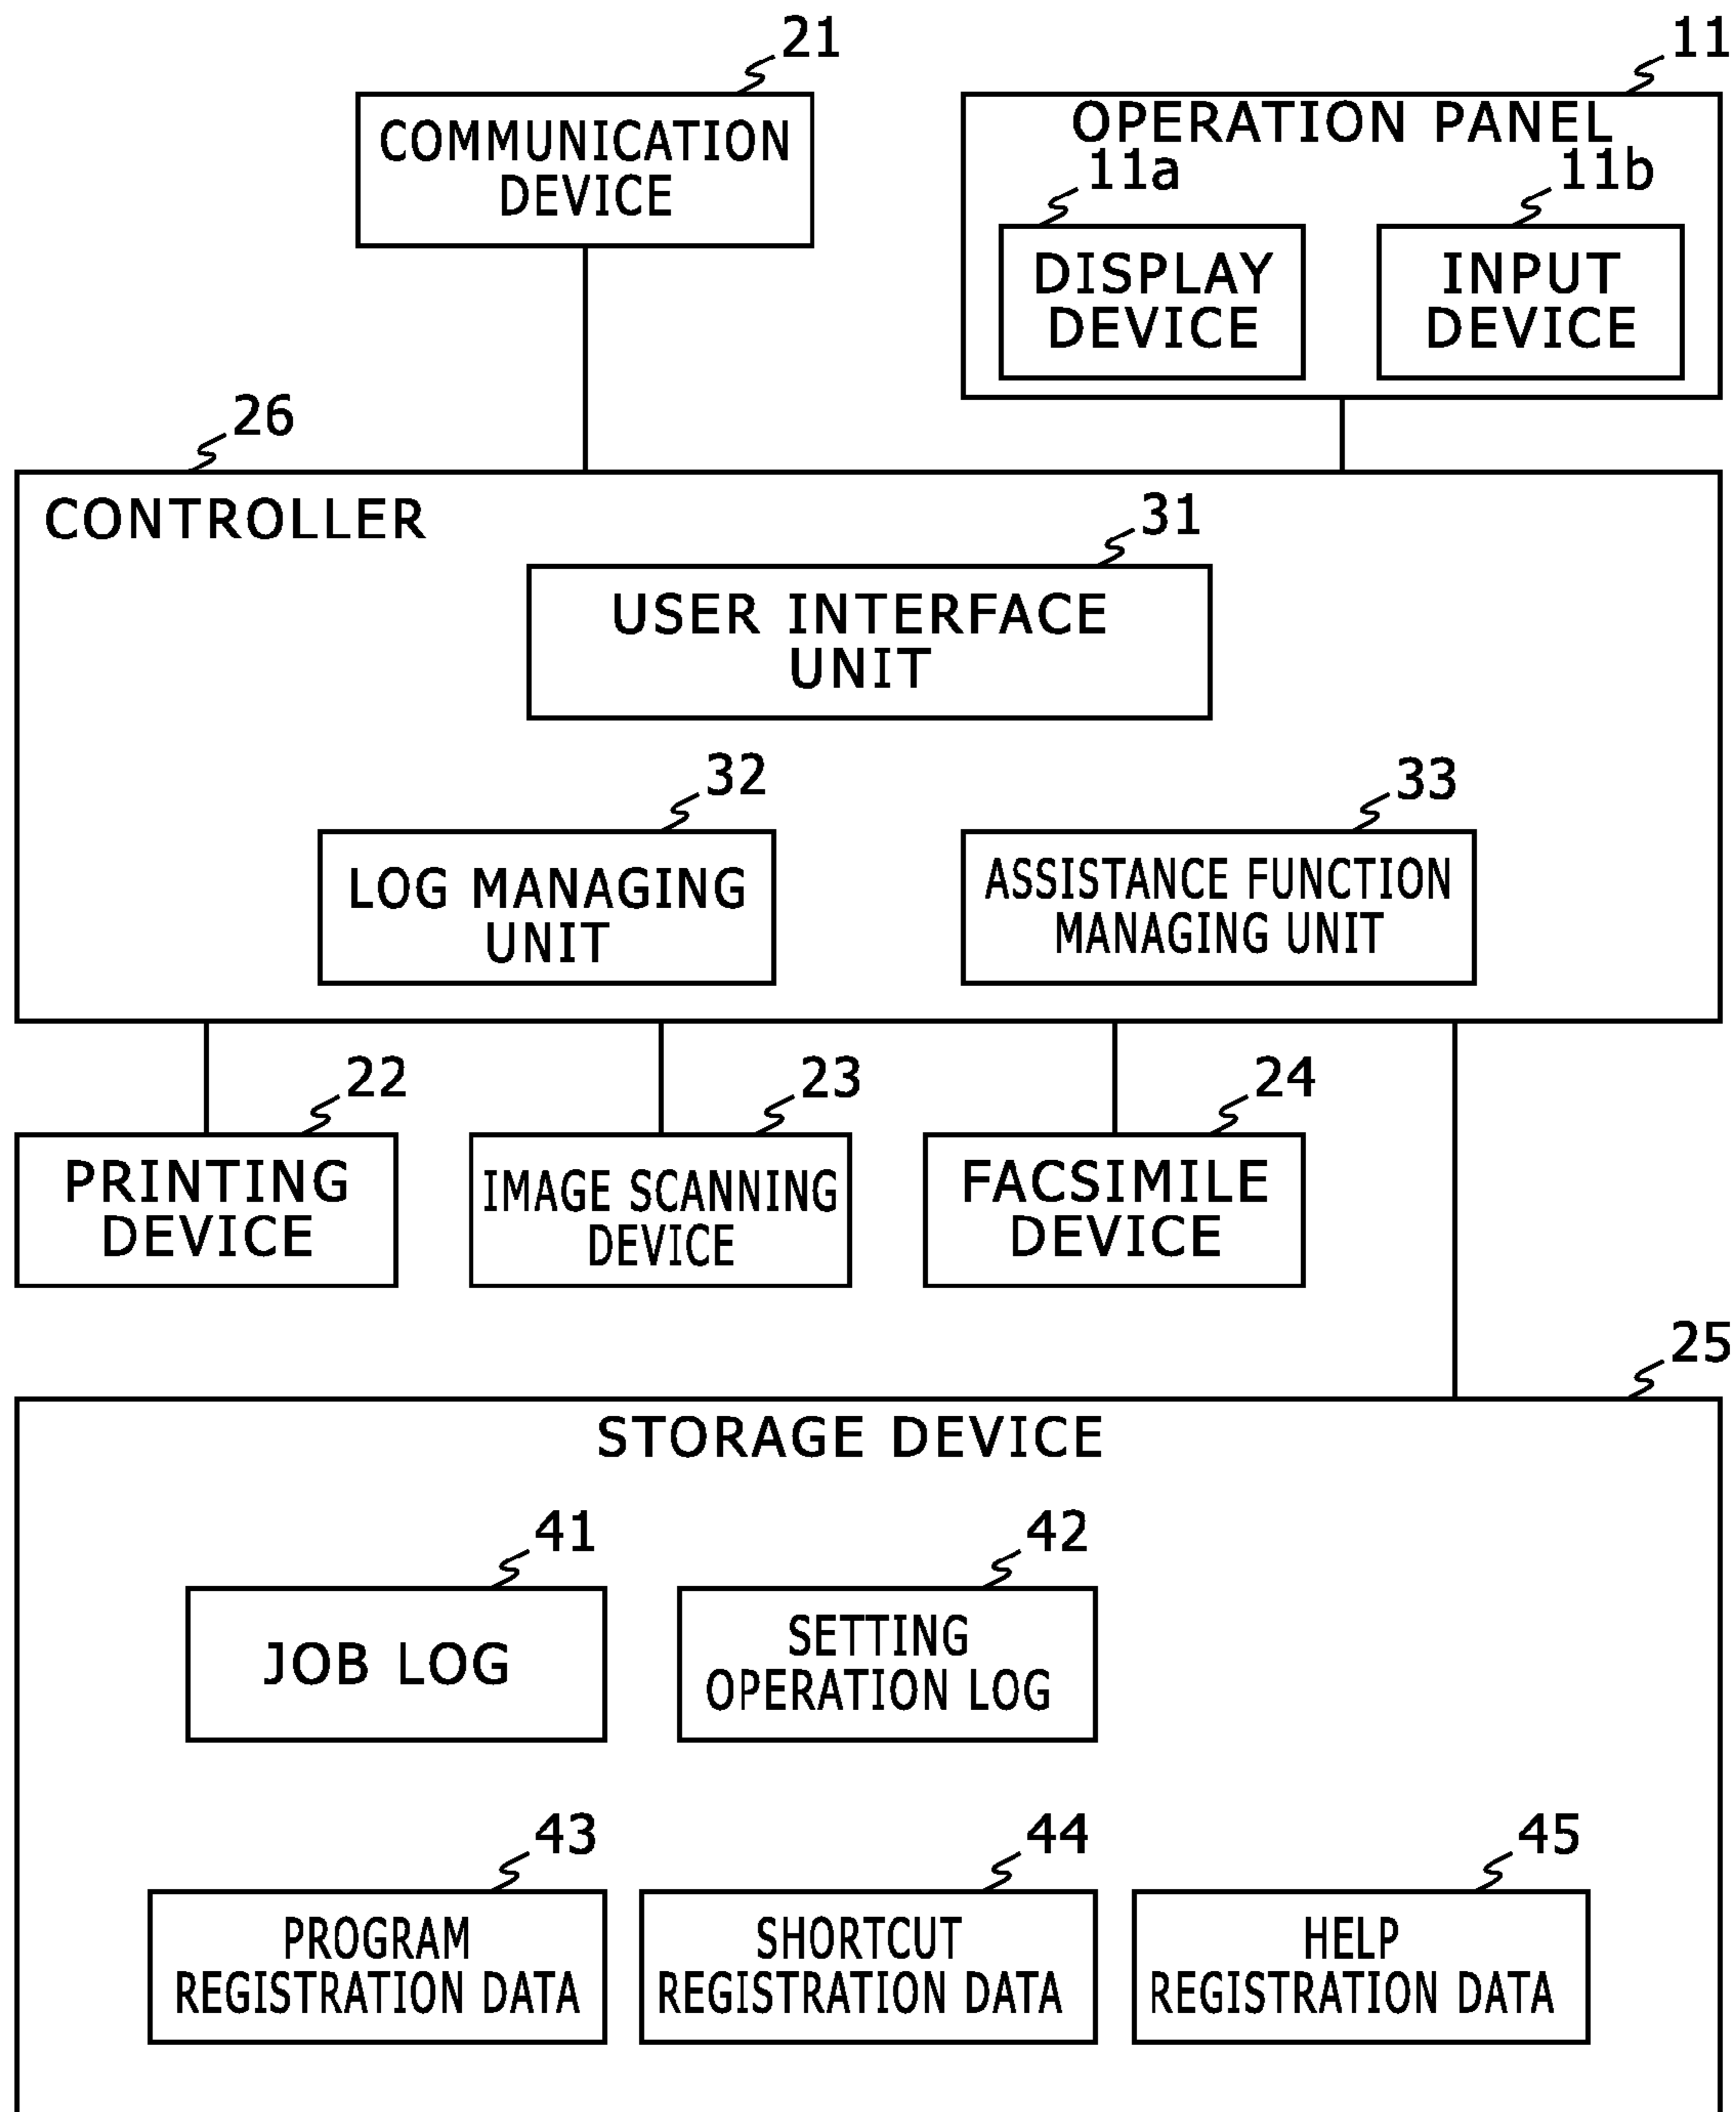 21
11
COMMUNICATION
DEVICE
OPERATION PANEL
11a
11b
DISPLAY
DEVICE
INPUT
DEVICE
26
CONTROLLER
31
USER INTERFACE
UNIT
32
33
LOG MANAGING
UNIT
ASSISTANCE FUNCTION
MANAGING UNIT
22
23
24
PRINTING
DEVICE
IMAGE SCANNING
DEVICE
FACSIMILE
DEVICE
25
STORAGE DEVICE
41
42
JOB LOG
SETTING
OPERATION LOG
43
44
45
PROGRAM
REGISTRATION DATA
SHORTCUT
REGISTRATION DATA
HELP
REGISTRATION DATA